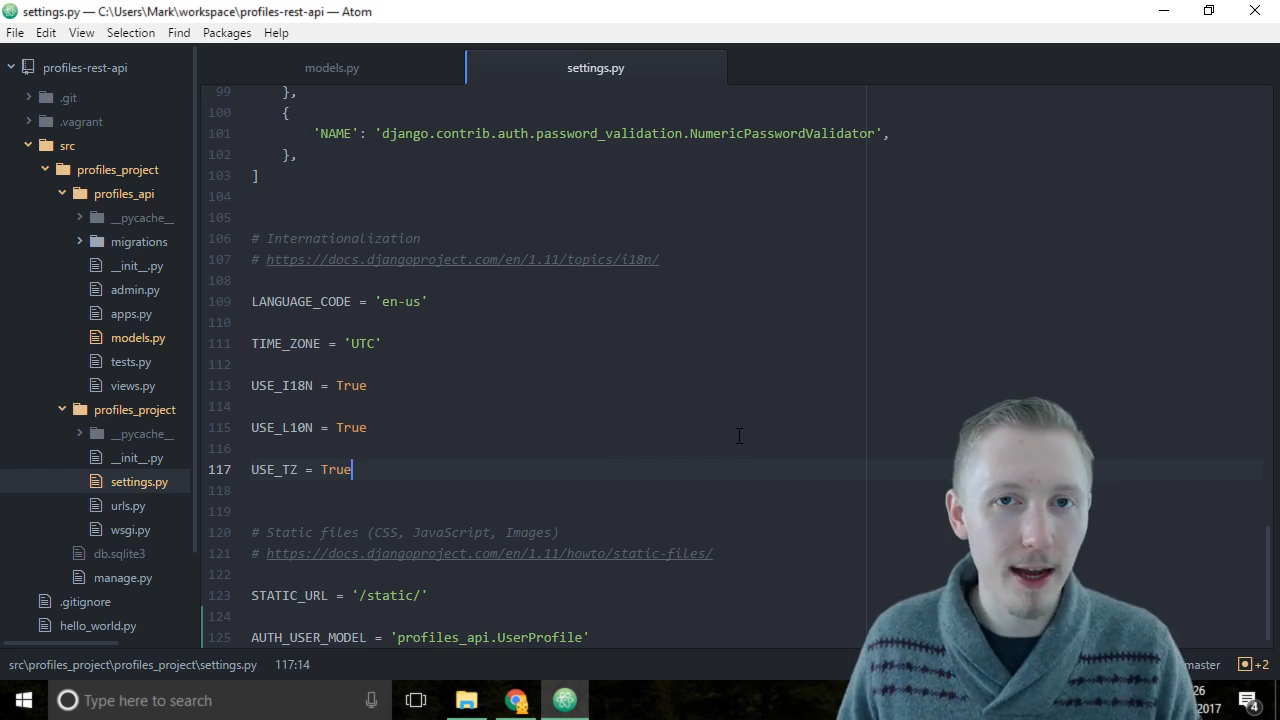 settings.py — C:\Users\Mark\workspace\profiles-rest-api — Atom
File Edit View Selection Find Packages Help
profiles-rest-api
.git
.vagrant
src
profiles_project
profiles_api
__pycache__
migrations
__init__.py
admin.py
apps.py
models.py
tests.py
views.py
profiles_project
__pycache__
__init__.py
settings.py
urls.py
wsgi.py
db.sqlite3
manage.py
.gitignore
hello_world.py
models.py settings.py
99 },
100 {
101 'NAME': 'django.contrib.auth.password_validation.NumericPasswordValidator',
102 },
103 ]
104
105
106 # Internationalization
107 # https://docs.djangoproject.com/en/1.11/topics/i18n/
108
109 LANGUAGE_CODE = 'en-us'
110
111 TIME_ZONE = 'UTC'
112
113 USE_I18N = True
114
115 USE_L10N = True
116
117 USE_TZ = True
118
119
120 # Static files (CSS, JavaScript, Images)
121 # https://docs.djangoproject.com/en/1.11/howto/static-files/
122
123 STATIC_URL = '/static/'
124
125 AUTH_USER_MODEL = 'profiles_api.UserProfile'
src\profiles_project\profiles_project\settings.py 117:14 master +2
Type here to search
26
2017
4